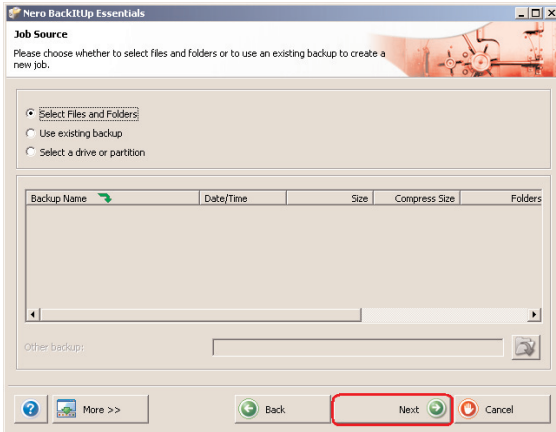 Nero BackItUp Essentials
Job Source
Please choose whether to select files and folders or to use an existing backup to create a
new job.
Select Files and Folders
Use existing backup
Select a drive or partition
Backup Name Date/Time Size Compress Size Folders
Other backup:
? More >> Back Next Cancel